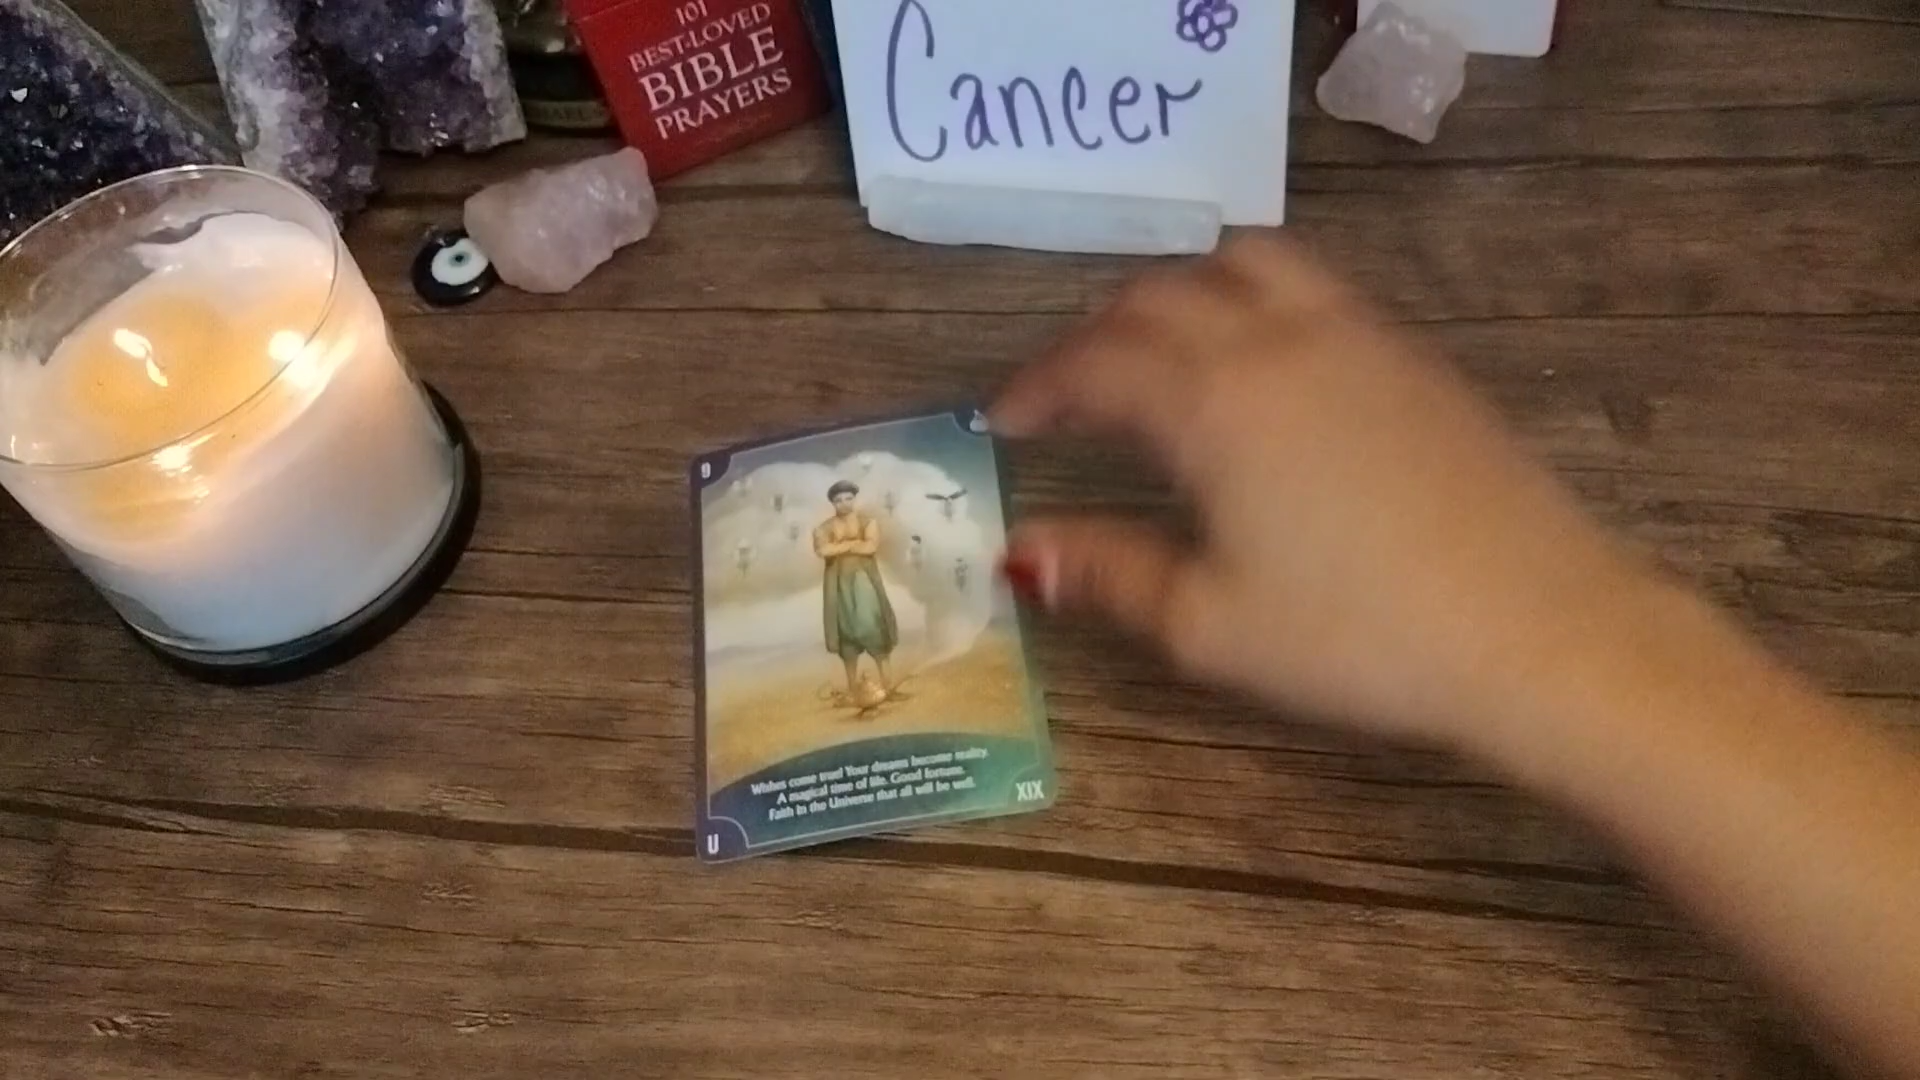 101
BEST-LOVED
BIBLE
PRAYERS
Cancer
9
Wishes come true! Your dreams become reality.
A magical time of life. Good fortune.
Faith in the Universe that all will be well.
U
XIX